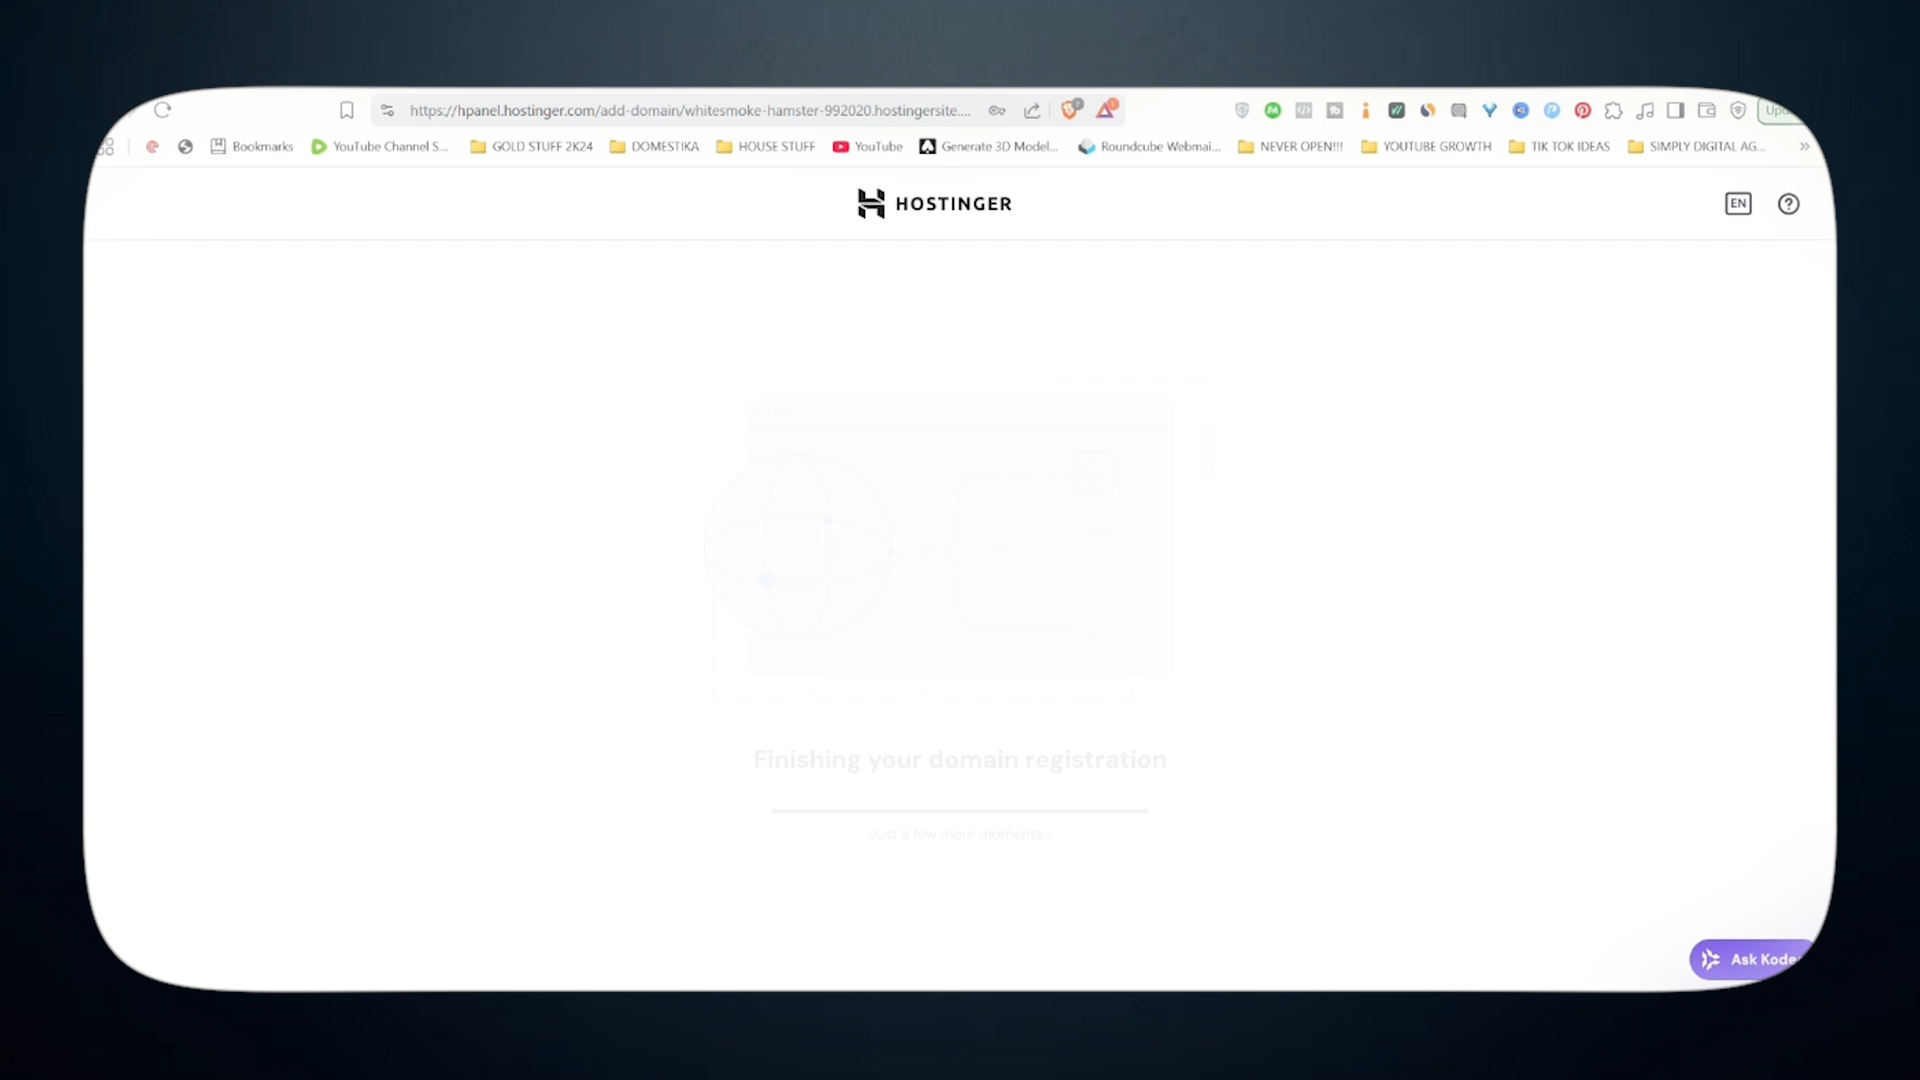 https://hpanel.hostinger.com/add-domain/whitesmoke-hamster-992020.hostingersite....
Bookmarks YouTube Channel S... GOLD STUFF 2K24 DOMESTIKA HOUSE STUFF YouTube Generate 3D Model... Roundcube Webmai... NEVER OPEN!!! YOUTUBE GROWTH TIK TOK IDEAS SIMPLY DIGITAL AG... »
HOSTINGER
EN
Finishing your domain registration
Just a few more moments...
Ask